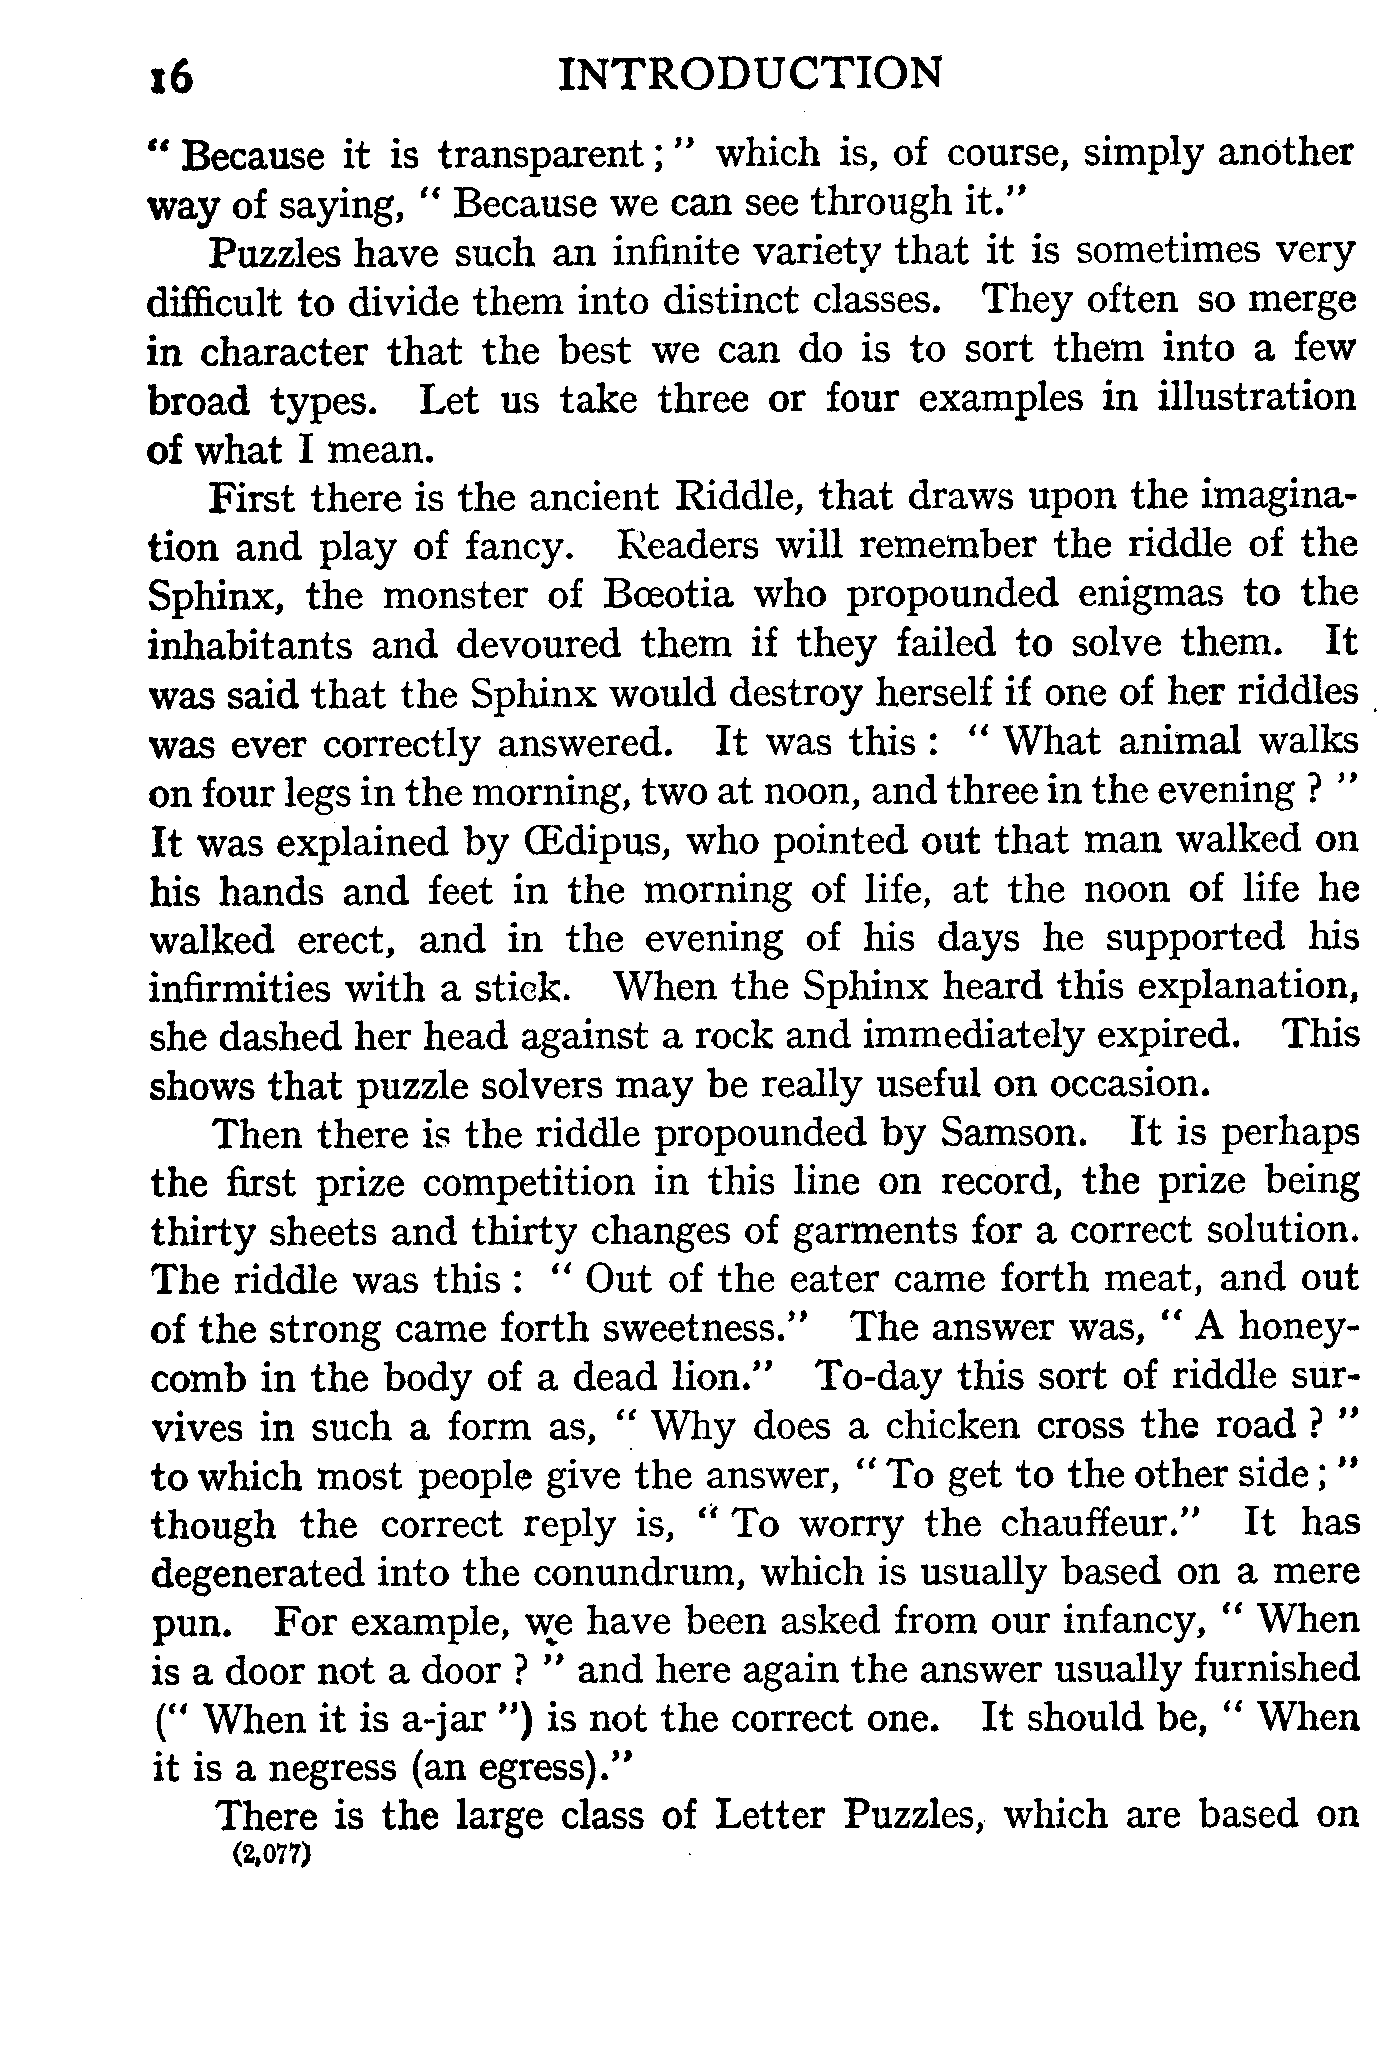 16 INTRODUCTION
“ Because it is transparent ; ” which is, of course, simply another
way of saying, “ Because we can see through it.”
Puzzles have such an infinite variety that it is sometimes very
difficult to divide them into distinct classes. They often so merge
in character that the best we can do is to sort them into a few
broad types. Let us take three or four examples in illustration
of what I mean.
First there is the ancient Riddle, that draws upon the imagina-
tion and play of fancy. Readers will remember the riddle of the
Sphinx, the monster of Bœotia who propounded enigmas to the
inhabitants and devoured them if they failed to solve them. It
was said that the Sphinx would destroy herself if one of her riddles
was ever correctly answered. It was this : “ What animal walks
on four legs in the morning, two at noon, and three in the evening ? ”
It was explained by Œdipus, who pointed out that man walked on
his hands and feet in the morning of life, at the noon of life he
walked erect, and in the evening of his days he supported his
infirmities with a stick. When the Sphinx heard this explanation,
she dashed her head against a rock and immediately expired. This
shows that puzzle solvers may be really useful on occasion.
Then there is the riddle propounded by Samson. It is perhaps
the first prize competition in this line on record, the prize being
thirty sheets and thirty changes of garments for a correct solution.
The riddle was this : “ Out of the eater came forth meat, and out
of the strong came forth sweetness.” The answer was, “ A honey-
comb in the body of a dead lion.” To-day this sort of riddle sur-
vives in such a form as, “ Why does a chicken cross the road ? ”
to which most people give the answer, “ To get to the other side ; ”
though the correct reply is, “ To worry the chauffeur.” It has
degenerated into the conundrum, which is usually based on a mere
pun. For example, we have been asked from our infancy, “ When
is a door not a door ? ” and here again the answer usually furnished
(“ When it is a-jar ”) is not the correct one. It should be, “ When
it is a negress (an egress).”
There is the large class of Letter Puzzles, which are based on
(2,077)